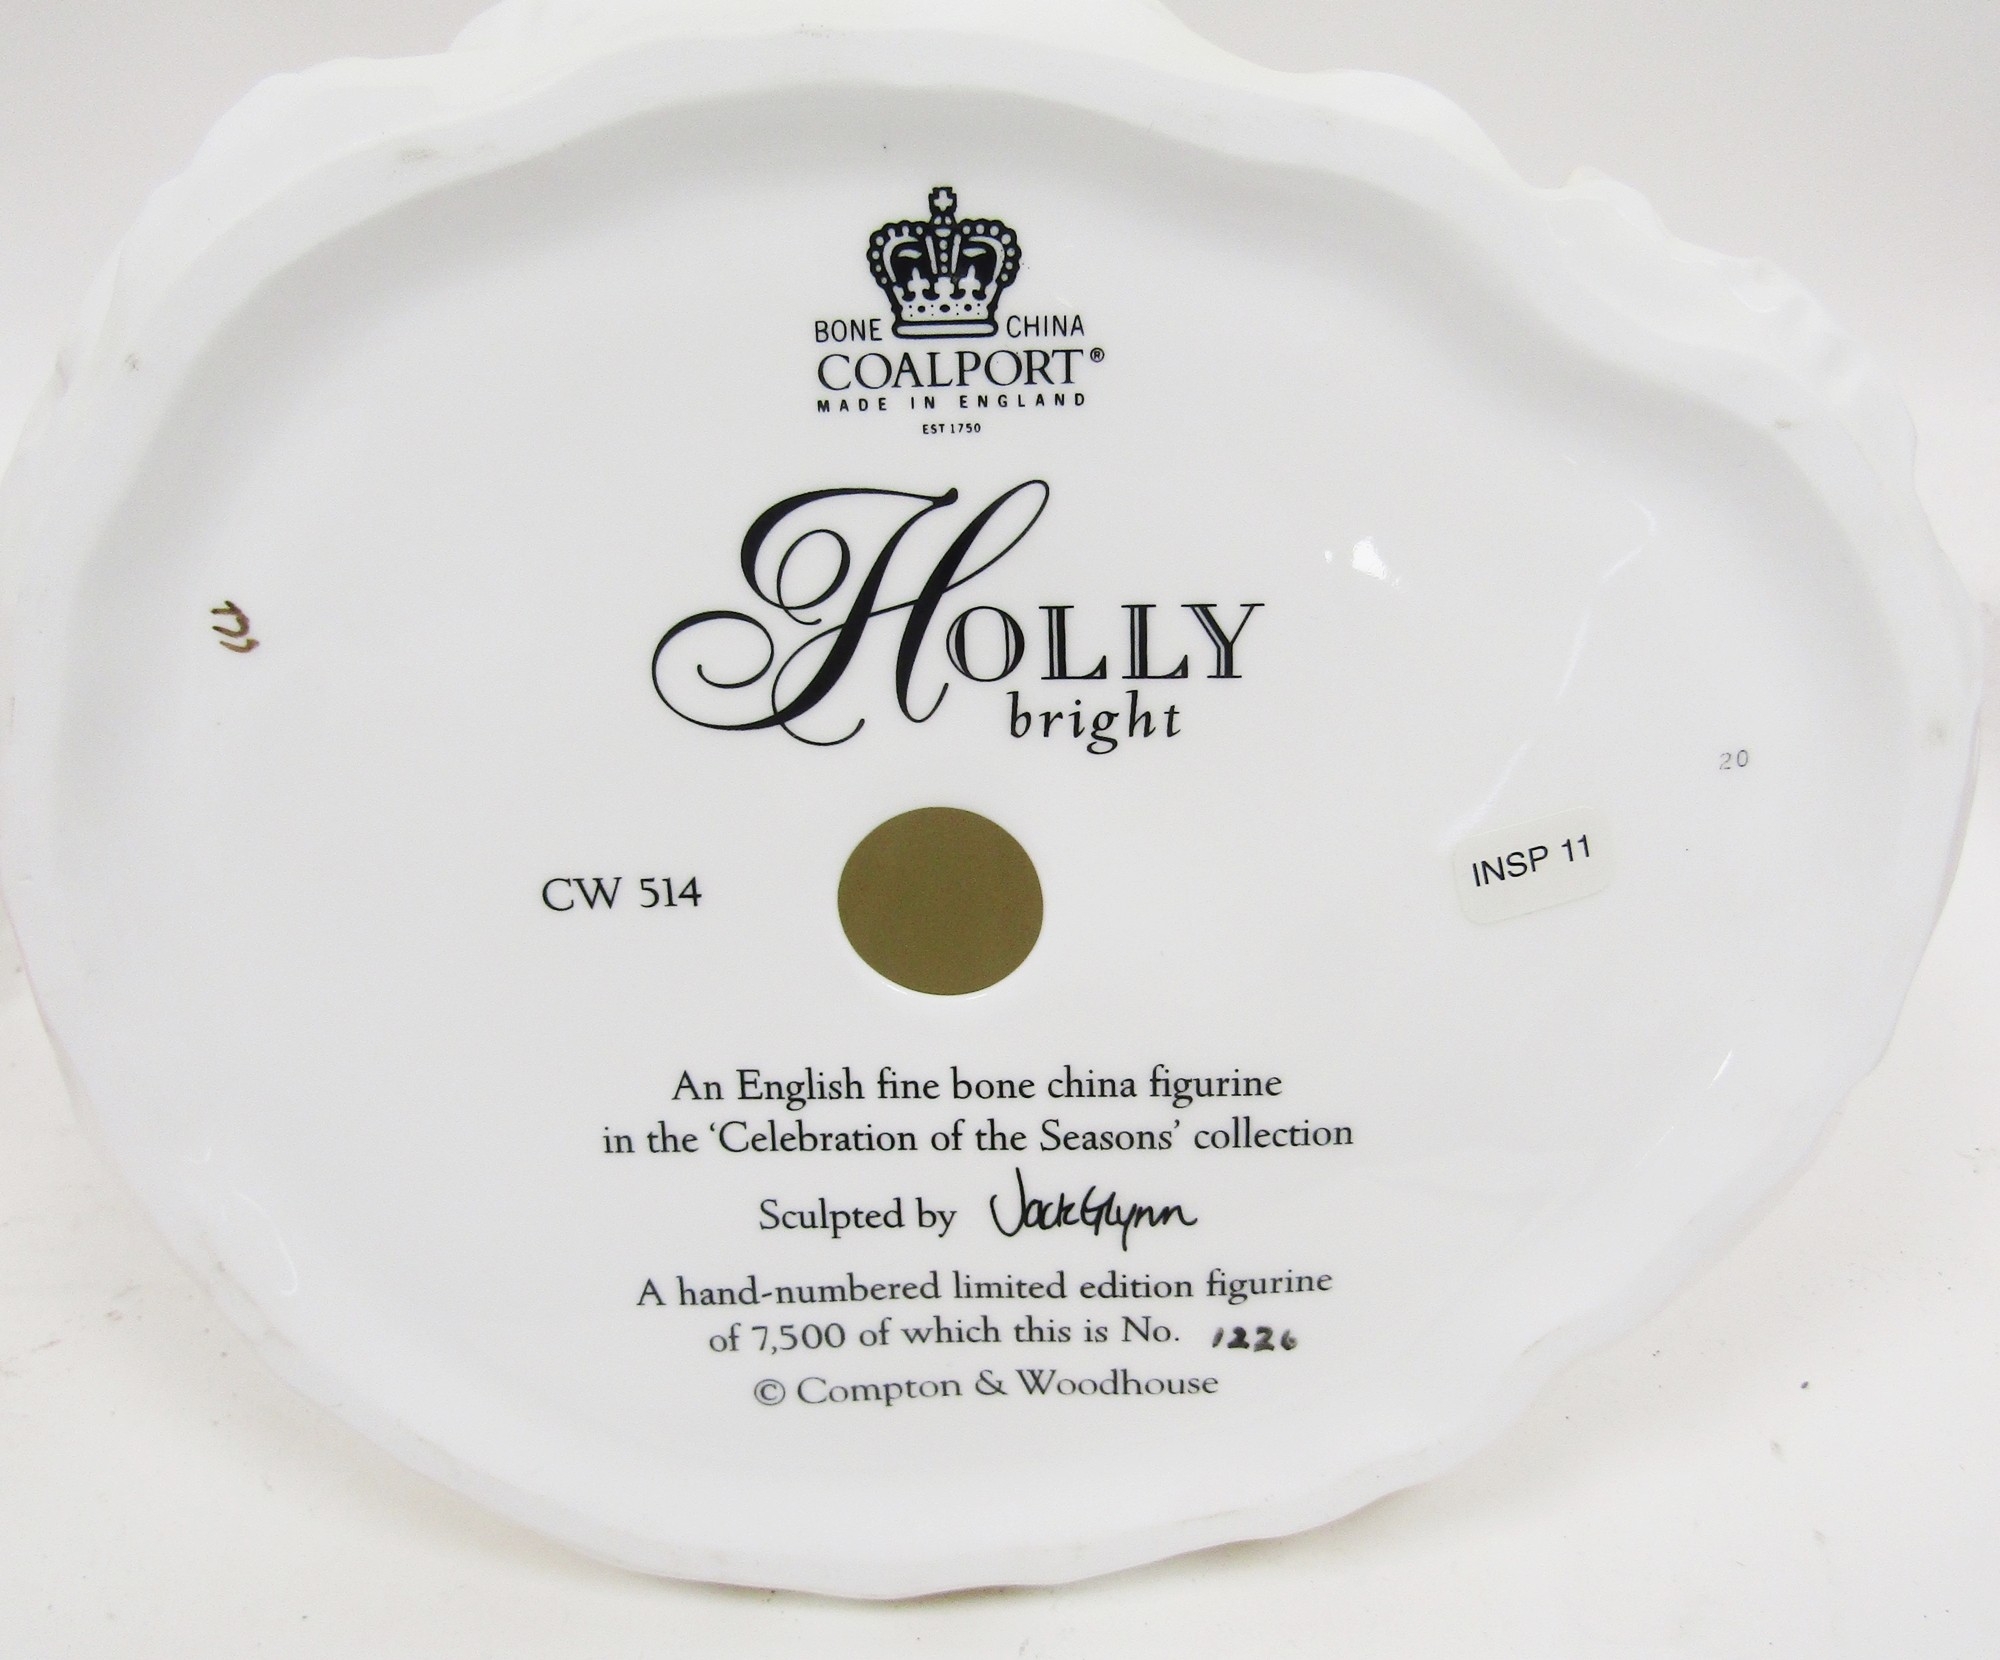 BONE CHINA
COALPORT®
MADE IN ENGLAND
EST 1750
HOLLY
bright
20
INSP 11
CW 514
An English fine bone china figurine
in the ‘Celebration of the Seasons’ collection
Sculpted by Jack Glynn
A hand-numbered limited edition figurine
of 7,500 of which this is No. 1226
© Compton & Woodhouse